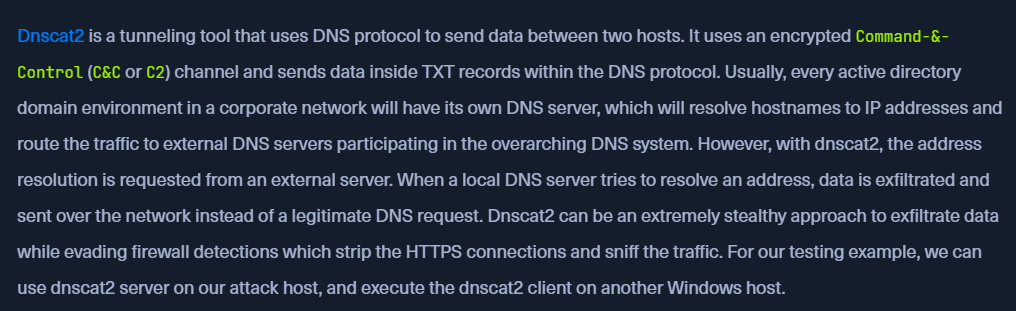 Dnscat2 is a tunneling tool that uses DNS protocol to send data between two hosts. It uses an encrypted Command-&-
Control (C&C or C2) channel and sends data inside TXT records within the DNS protocol. Usually, every active directory
domain environment in a corporate network will have its own DNS server, which will resolve hostnames to IP addresses and
route the traffic to external DNS servers participating in the overarching DNS system. However, with dnscat2, the address
resolution is requested from an external server. When a local DNS server tries to resolve an address, data is exfiltrated and
sent over the network instead of a legitimate DNS request. Dnscat2 can be an extremely stealthy approach to exfiltrate data
while evading firewall detections which strip the HTTPS connections and sniff the traffic. For our testing example, we can
use dnscat2 server on our attack host, and execute the dnscat2 client on another Windows host.